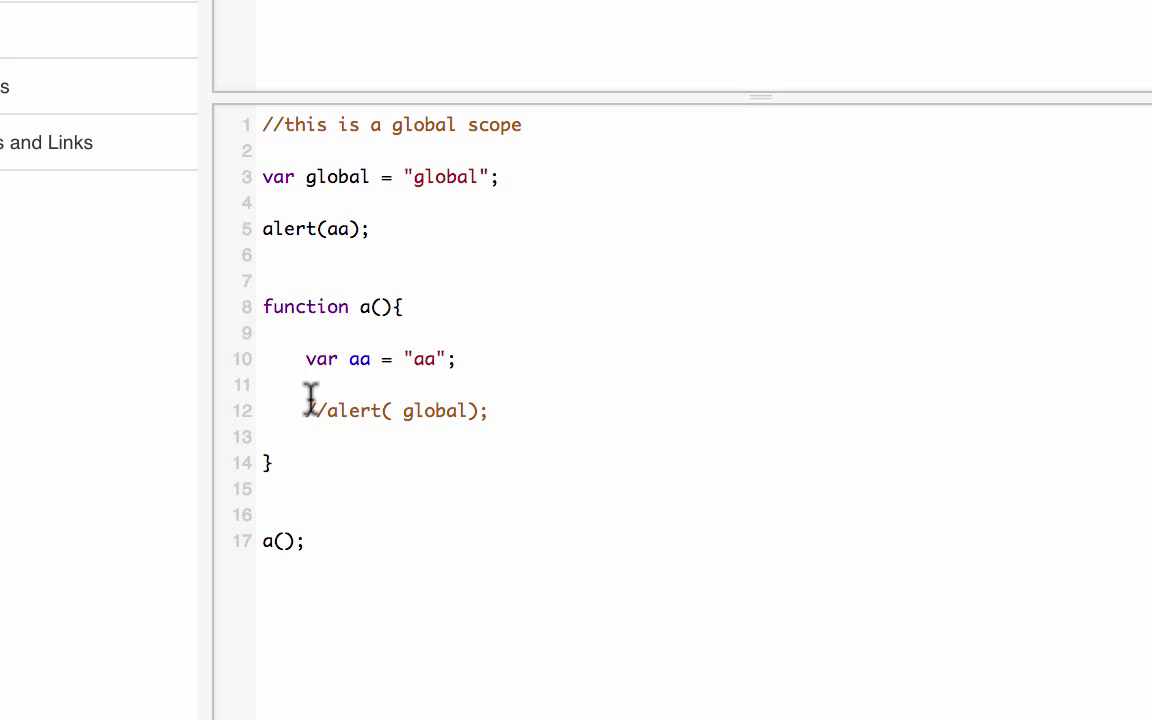 s
s and Links
1 //this is a global scope
2
3 var global = "global";
4
5 alert(aa);
6
7
8 function a(){
9
10 var aa = "aa";
11
12 //alert( global);
13
14 }
15
16
17 a();